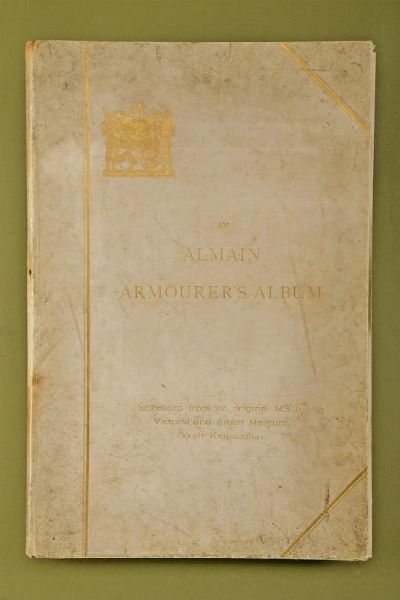 AN
ALMAIN
ARMOURER'S ALBUM
Selections from an original MS. in
Victoria and Albert Museum,
South Kensington.